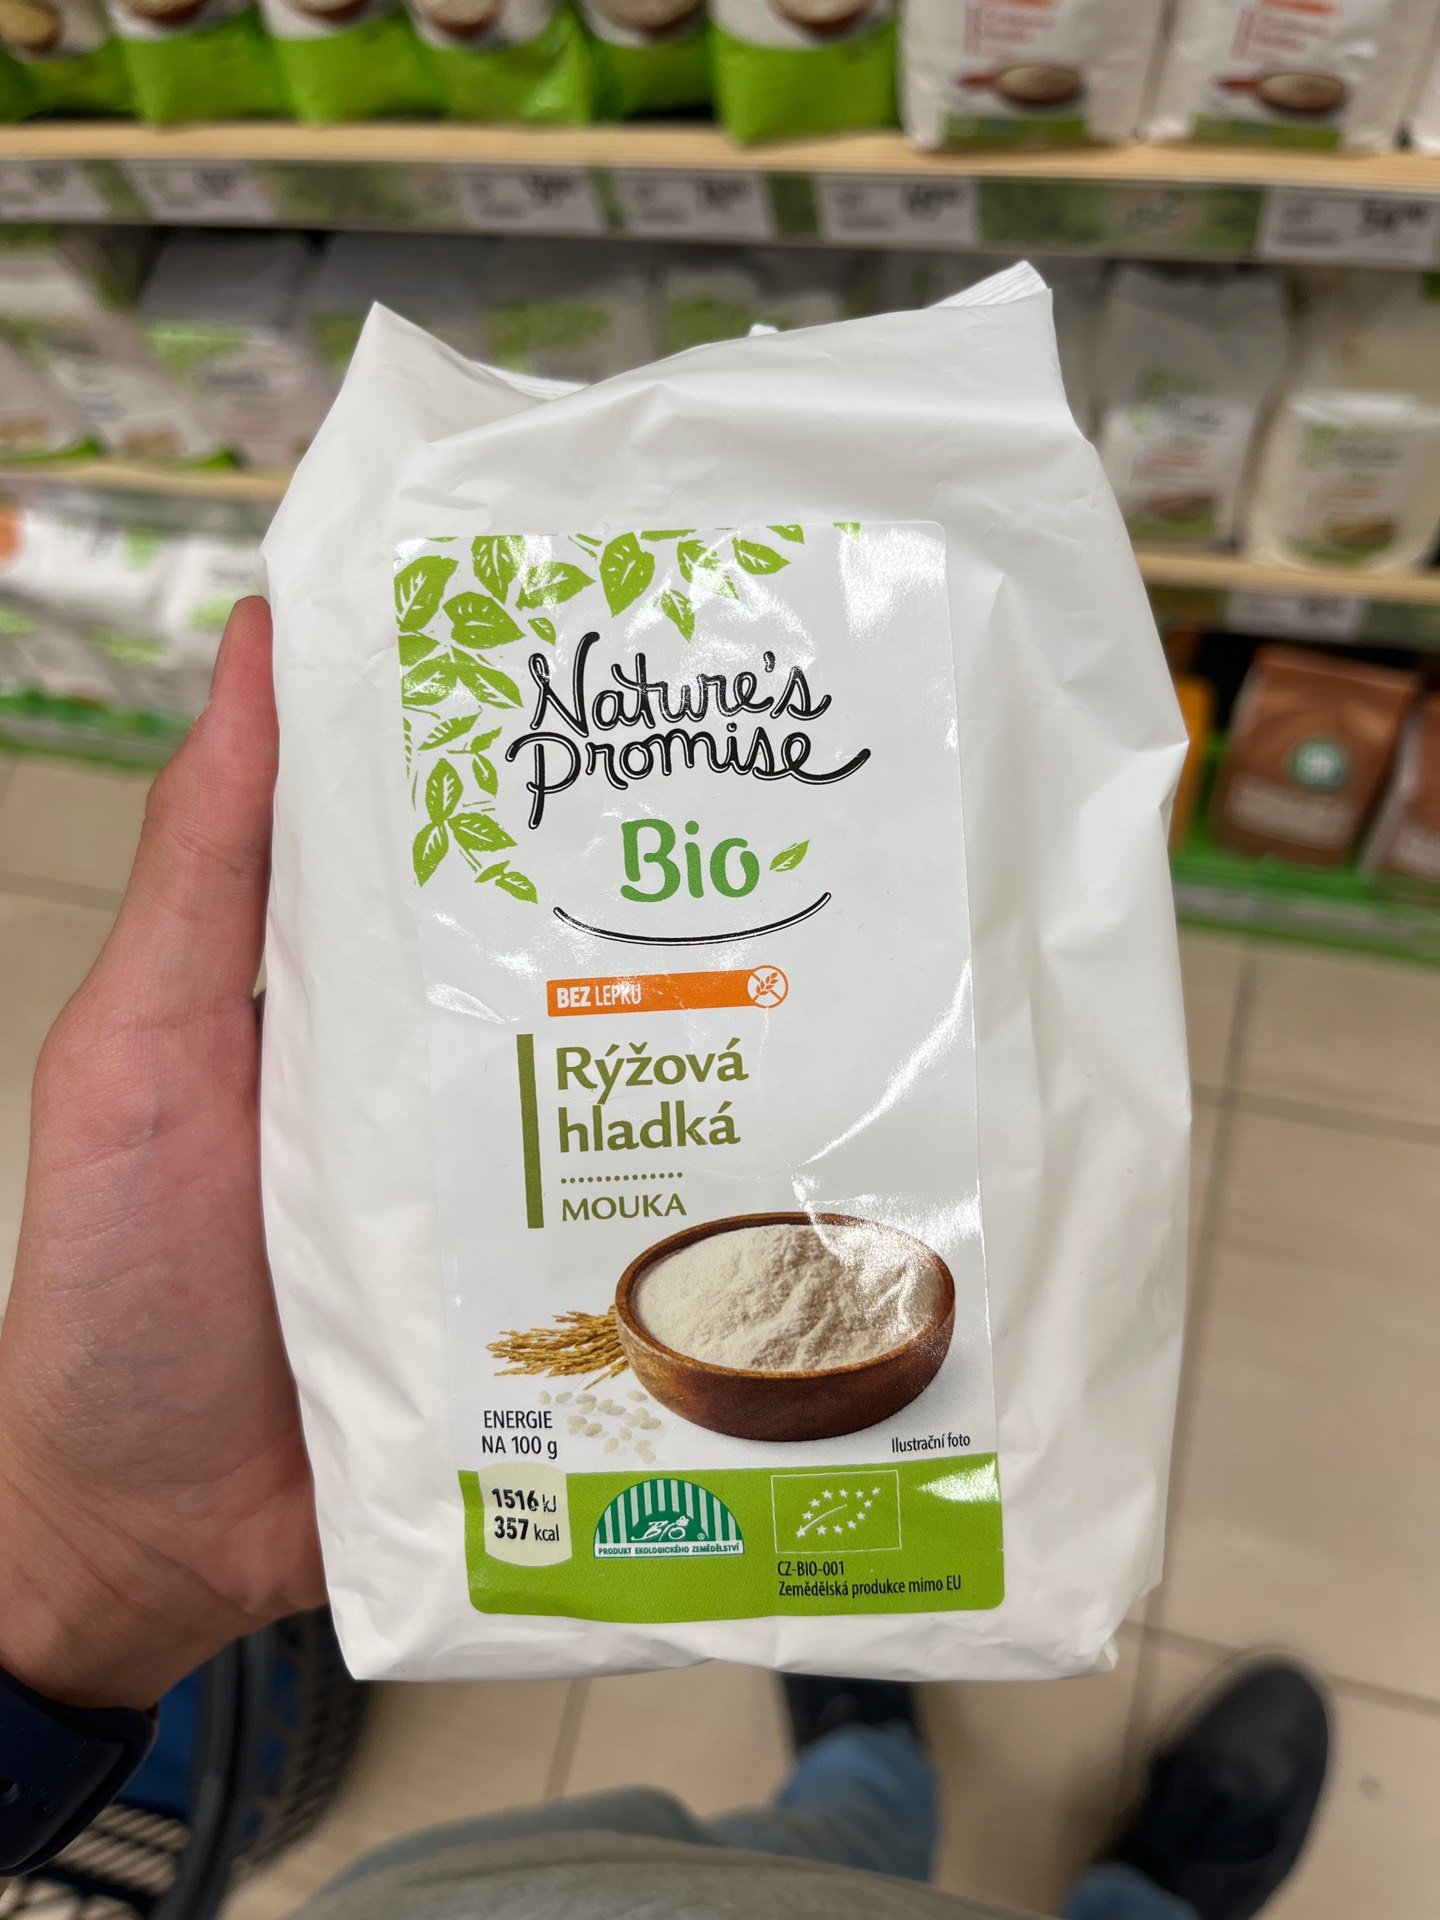 Nature's
Promise
Bio
BEZ LEPKU
Rýžová
hladká
MOUKA
ENERGIE
NA 100 g
Ilustrační foto
1516 kJ
357 kcal
BIO
PRODUKT EKOLOGICKÉHO ZEMĚDĚLSTVÍ
CZ-BIO-001
Zemědělská produkce mimo EU